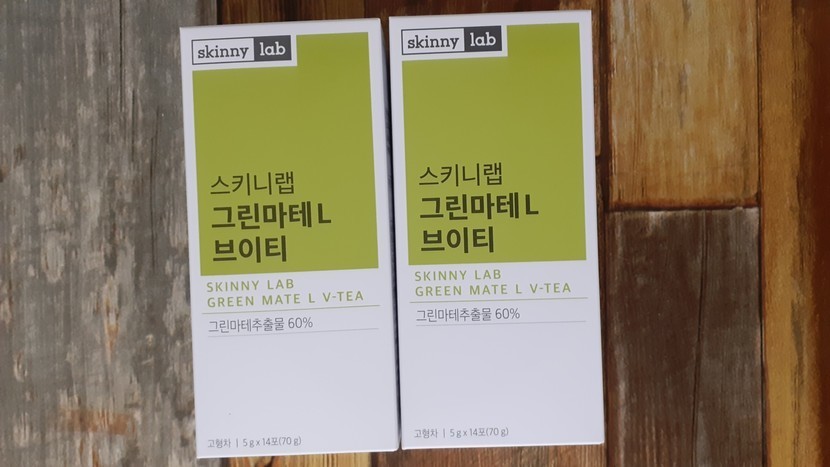 skinny lab
스키니랩
그린마테 L
브이티
SKINNY LAB
GREEN MATE L V-TEA
그린마테추출물 60%
고형차 | 5 g x 14포(70 g)
skinny lab
스키니랩
그린마테 L
브이티
SKINNY LAB
GREEN MATE L V-TEA
그린마테추출물 60%
고형차 | 5 g x 14포(70 g)